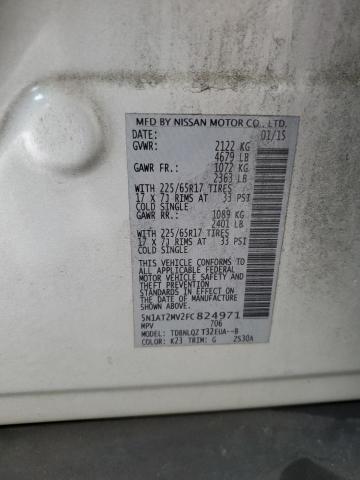 MFD BY NISSAN MOTOR CO., LTD.
DATE: 01/15
GVWR: 2122 KG
4679 LB
GAWR FR: 1072 KG
2363 LB
WITH 225/65R17 TIRES
17 X 7J RIMS AT 33 PSI
COLD SINGLE
GAWR RR: 1089 KG
2401 LB
WITH 225/65R17 TIRES
17 X 7J RIMS AT 33 PSI
COLD SINGLE
THIS VEHICLE CONFORMS TO
ALL APPLICABLE FEDERAL
MOTOR VEHICLE SAFETY AND
THEFT PREVENTION STANDARDS
IN EFFECT ON THE DATE OF
MANUFACTURE SHOWN ABOVE.
5N1AT2MV2FC824971
MPV 706
MODEL: TDBNLQZ T32EUA--B
COLOR: K23 TRIM: G 2S30A